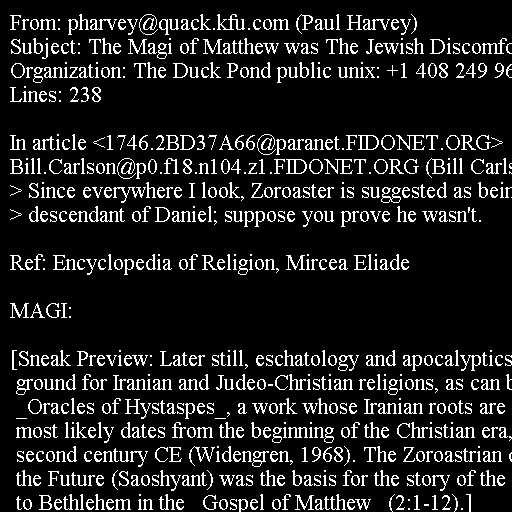 From: pharvey@quack.kfu.com (Paul Harvey)
Subject: The Magi of Matthew was The Jewish
Organization: The Duck Pond public unix: +1 408 249
Lines: 238

In article <1746.2BD37A66@paranet.FIDONET.ORG>
Bill.Carlson@p0.f18.n104.z1.FIDONET.ORG (Bill
> Since everywhere I look, Zoroaster is suggested as
> descendant of Daniel; suppose you prove he wasn't.

Ref: Encyclopedia of Religion, Mircea Eliade

MAGI:

[Sneak Preview: Later still, eschatology and apocalyptics
ground for Iranian and Judeo-Christian religions, as can
_Oracles of Hystaspes_, a work whose Iranian roots are
most likely dates from the beginning of the Christian era,
second century CE (Widengren, 1968). The Zoroastrian
the Future (Saoshyant) was the basis for the story of the
to Bethlehem in the _Gospel of Matthew_ (2:1-12).]